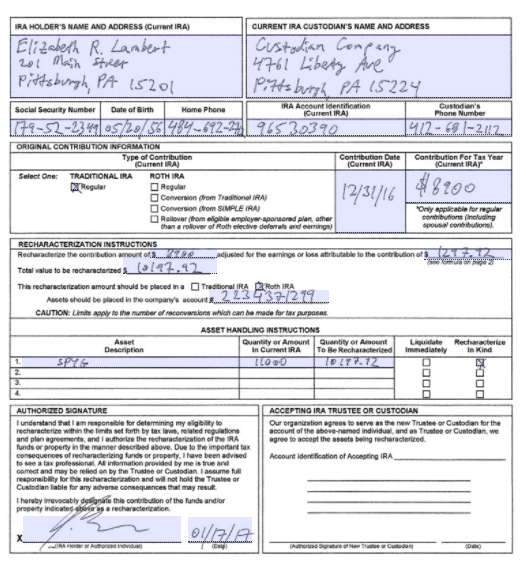 IRA HOLDER'S NAME AND ADDRESS (Current IRA)
Elizabeth R. Lambert
201 Main Street
Pittsburgh, PA 15201
CURRENT IRA CUSTODIAN'S NAME AND ADDRESS
Custodian Company
4761 Liberty Ave
Pittsburg, PA 15224
Social Security Number Date of Birth Home Phone
179-52-2349 05/20/56 484-692-
IRA Account Identification
(Current IRA)
96530390
Custodian's
Phone Number
412-681-2112
ORIGINAL CONTRIBUTION INFORMATION
Type of Contribution
(Current IRA)
Select One: TRADITIONAL IRA ROTH IRA
Regular Regular
Conversion (from Traditional IRA)
Conversion (from SIMPLE IRA)
Rollover (from eligible employer-sponsored plan, other
than a rollover of Roth elective deferrals and earnings)
Contribution Date
(Current IRA)
12/31/16
Contribution For Tax Year
(Current IRA)*
$8900
*Only applicable for regular
contributions (including
spousal contributions).
RECHARACTERIZATION INSTRUCTIONS
Recharacterize the contribution amount of $ 8900 adjusted for the earnings or loss attributable to the contribution of $ 1297.92
(see formula on page 2)
Total value to be recharacterized $ 10197.92
This recharacterization amount should be placed in a Traditional IRA Roth IRA
Assets should be placed in the company's account # 223437/299
CAUTION: Limits apply to the number of reconversions which can be made for tax purposes.
ASSET HANDLING INSTRUCTIONS
Asset
Description
Quantity or Amount
In Current IRA
Quantity or Amount
To Be Recharacterized
Liquidate
Immediately
Recharacterize
In Kind
1. SPYG 11000 10197.92
2.
3.
4.
AUTHORIZED SIGNATURE
I understand that I am responsible for determining my eligibility to
recharacterize within the limits set forth by tax laws, related regulations
and plan agreements, and I authorize the recharacterization of the IRA
funds or property in the manner described above. Due to the important tax
consequences of recharacterizing funds or property, I have been advised
to see a tax professional. All information provided by me is true and
correct and may be relied on by the Trustee or Custodian. I assume full
responsibility for this recharacterization and will not hold the Trustee or
Custodian liable for any adverse consequences that may result.
I hereby irrevocably designate this contribution of the funds and/or
property indicated above as a recharacterization.
X
01/17/17
(IRA Holder or Authorized Individual) (Date)
ACCEPTING IRA TRUSTEE OR CUSTODIAN
Our organization agrees to serve as the new Trustee or Custodian for the
account of the above-named individual, and as Trustee or Custodian, we
agree to accept the assets being recharacterized.
Account Identification of Accepting IRA
(Authorized Signature of New Trustee or Custodian) (Date)